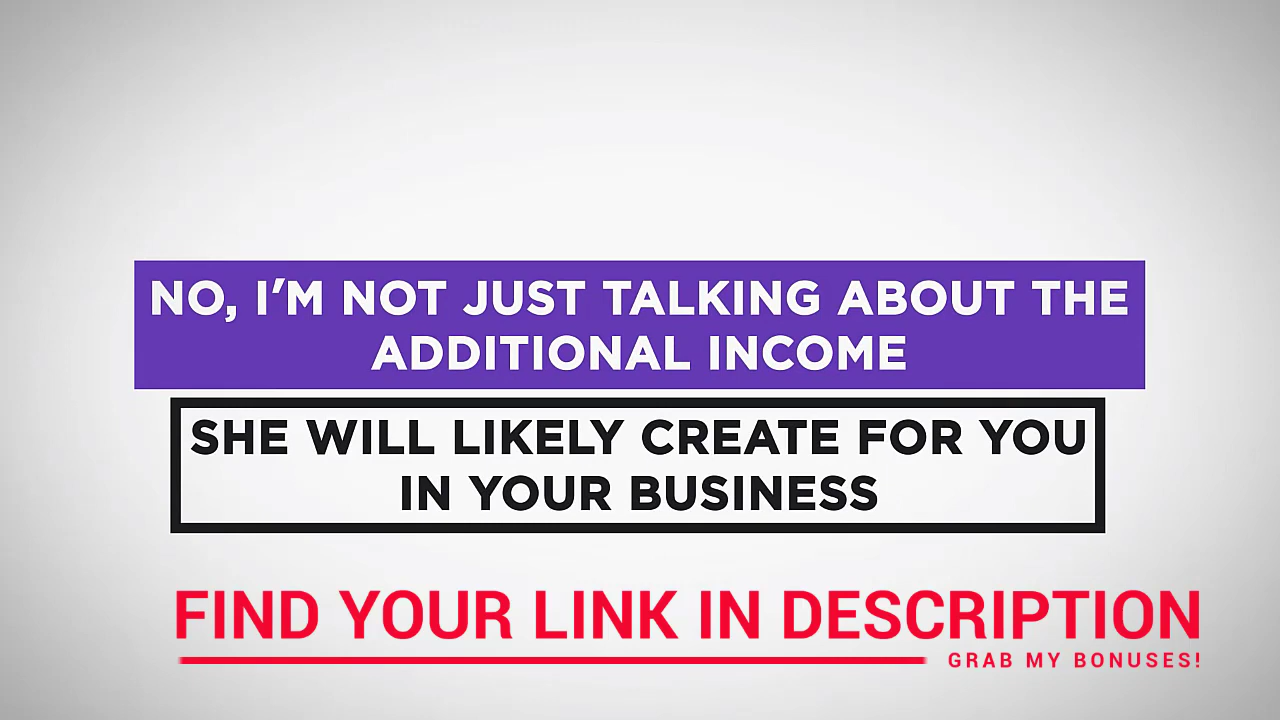 NO, I'M NOT JUST TALKING ABOUT THE
ADDITIONAL INCOME
SHE WILL LIKELY CREATE FOR YOU
IN YOUR BUSINESS
FIND YOUR LINK IN DESCRIPTION
GRAB MY BONUSES!